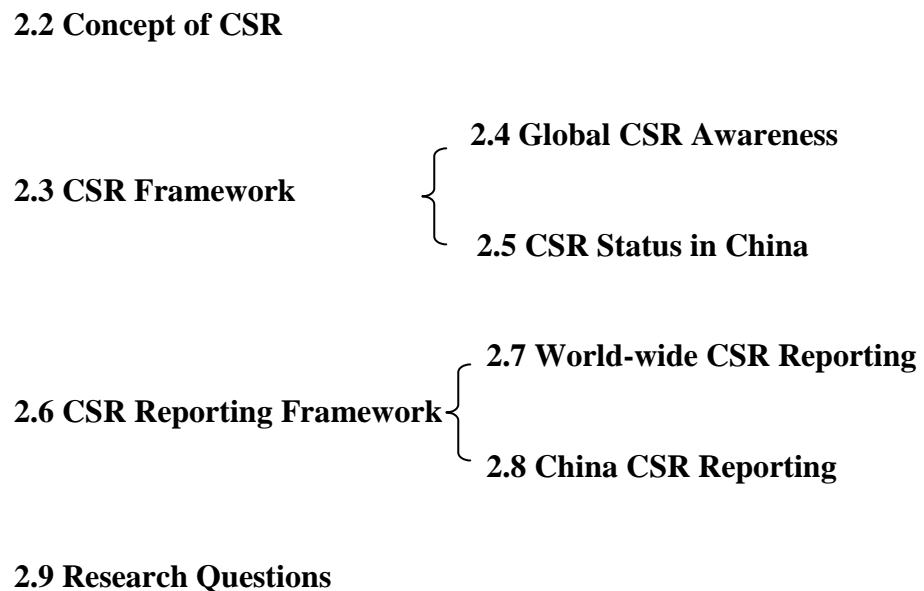 2.2 Concept of CSR
2.4 Global CSR Awareness
2.3 CSR Framework
2.5 CSR Status in China
2.7 World-wide CSR Reporting
2.6 CSR Reporting Framework
2.8 China CSR Reporting
2.9 Research Questions